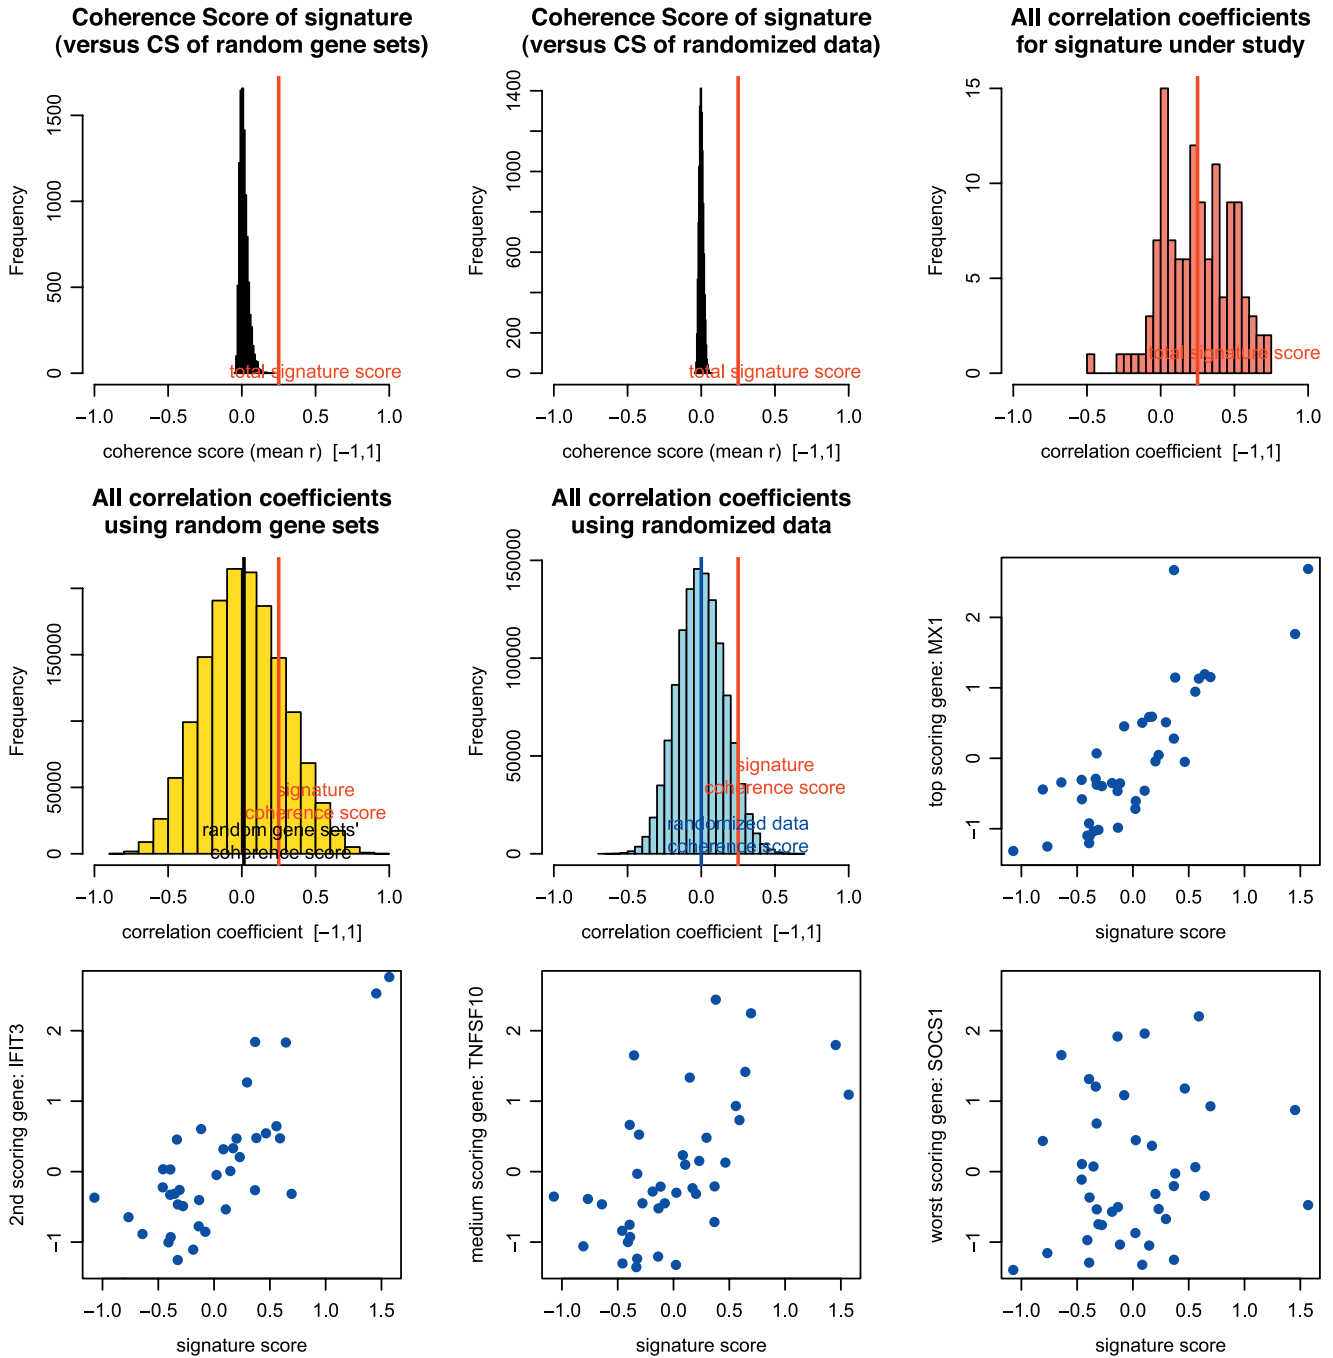 Coherence Score of signature
(versus CS of random gene sets)
Frequency
0
500
1000
1500
total signature score
−1.0 −0.5 0.0 0.5 1.0
coherence score (mean r) [−1,1]
Coherence Score of signature
(versus CS of randomized data)
Frequency
0
200
600
1000
1400
total signature score
−1.0 −0.5 0.0 0.5 1.0
coherence score (mean r) [−1,1]
All correlation coefficients
for signature under study
Frequency
0
5
10
15
total signature score
−1.0 −0.5 0.0 0.5 1.0
correlation coefficient [−1,1]
All correlation coefficients
using random gene sets
Frequency
0
50000
150000
signature
coherence score
random gene sets'
coherence score
−1.0 −0.5 0.0 0.5 1.0
correlation coefficient [−1,1]
All correlation coefficients
using randomized data
Frequency
0
50000
100000
150000
signature
coherence score
randomized data
coherence score
−1.0 −0.5 0.0 0.5 1.0
correlation coefficient [−1,1]
top scoring gene: MX1
−1
0
1
2
−1.0 −0.5 0.0 0.5 1.0 1.5
signature score
2nd scoring gene: IFIT3
−1
0
1
2
−1.0 −0.5 0.0 0.5 1.0 1.5
signature score
medium scoring gene: TNFSF10
−1
0
1
2
−1.0 −0.5 0.0 0.5 1.0 1.5
signature score
worst scoring gene: SOCS1
−1
0
1
2
−1.0 −0.5 0.0 0.5 1.0 1.5
signature score